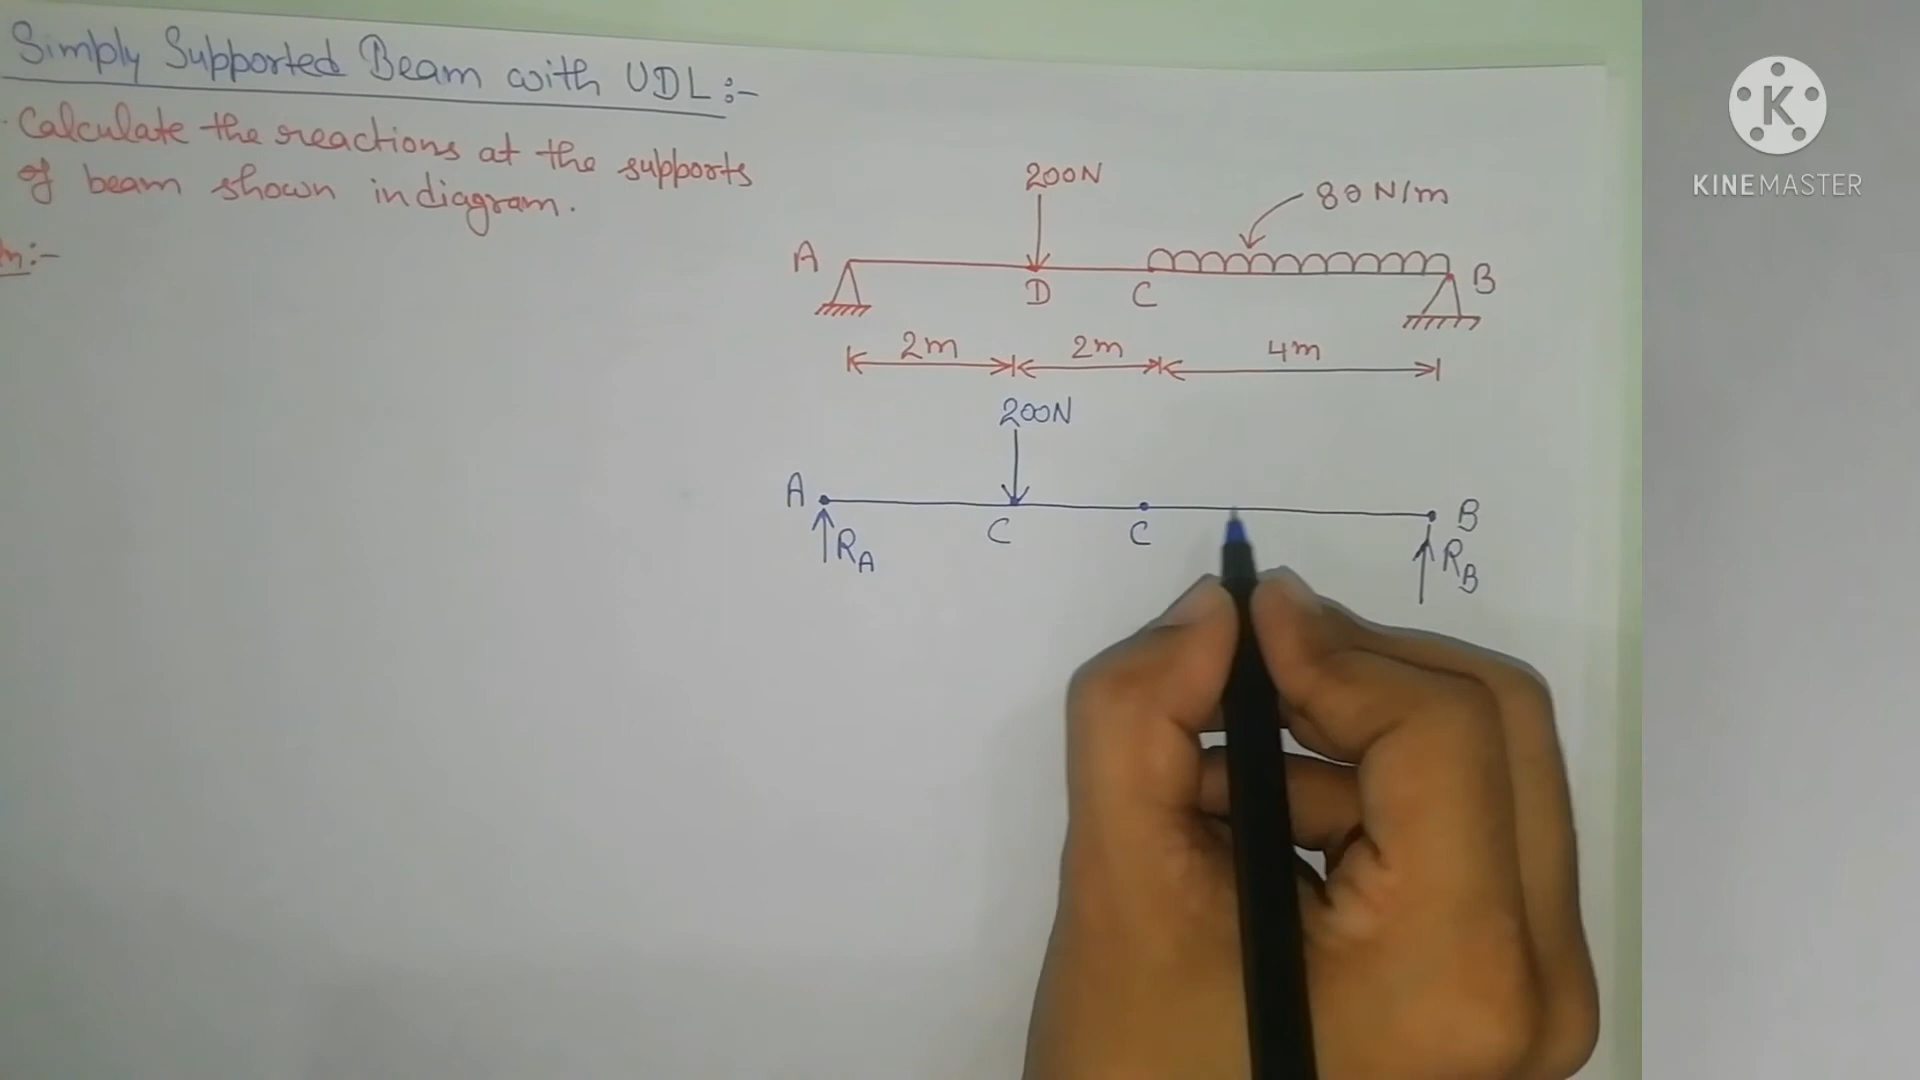 Simply Supported Beam with UDL:-
Calculate the reactions at the supports
of beam shown in diagram.
n:-
200N
80 N/m
A
B
D
C
2m
2m
4m
200N
A
B
C
C
RA
RB
K
KINEMASTER